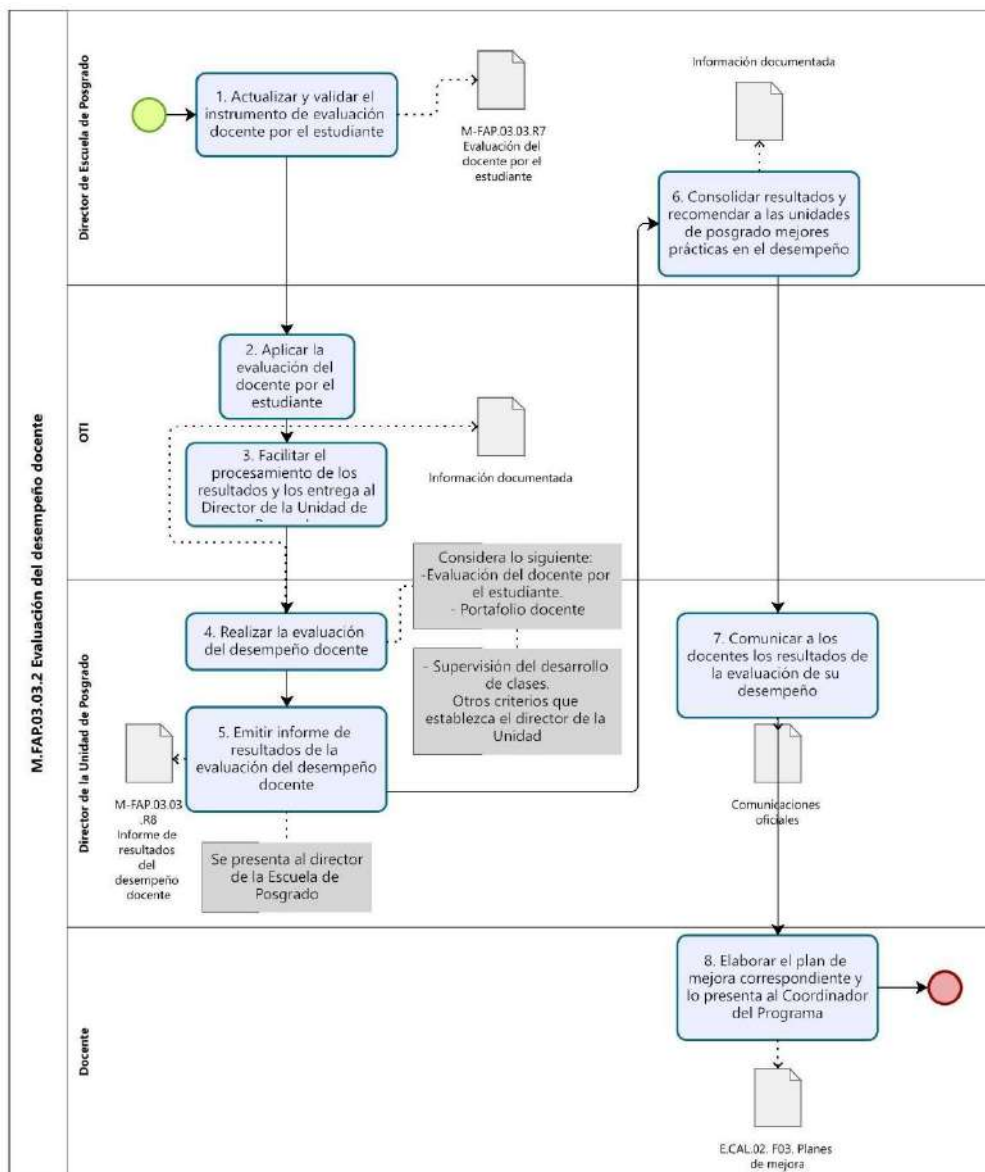 M.FAP.03.03.2 Evaluación del desempeño docente
Director de Escuela de Posgrado
1. Actualizar y validar el
instrumento de evaluación
docente por el estudiante
M-FAP.03.03.R7
Evaluación del
docente por el
estudiante
Información documentada
6. Consolidar resultados y
recomendar a las unidades
de posgrado mejores
prácticas en el desempeño
OTI
2. Aplicar la
evaluación del
docente por el
estudiante
3. Facilitar el
procesamiento de los
resultados y los entrega al
Director de la Unidad de
Información documentada
Director de la Unidad de Posgrado
Considera lo siguiente:
-Evaluación del docente por
el estudiante.
- Portafolio docente
4. Realizar la evaluación
del desempeño docente
- Supervisión del desarrollo
de clases.
Otros criterios que
establezca el director de la
Unidad
5. Emitir informe de
resultados de la
evaluación del desempeño
docente
M-FAP.03.03
.R8
Informe de
resultados
del
desempeño
docente
Se presenta al director
de la Escuela de
Posgrado
7. Comunicar a los
docentes los resultados de
la evaluación de su
desempeño
Comunicaciones
oficiales
Docente
8. Elaborar el plan de
mejora correspondiente y
lo presenta al Coordinador
del Programa
E.CAL.02. F03. Planes
de mejora